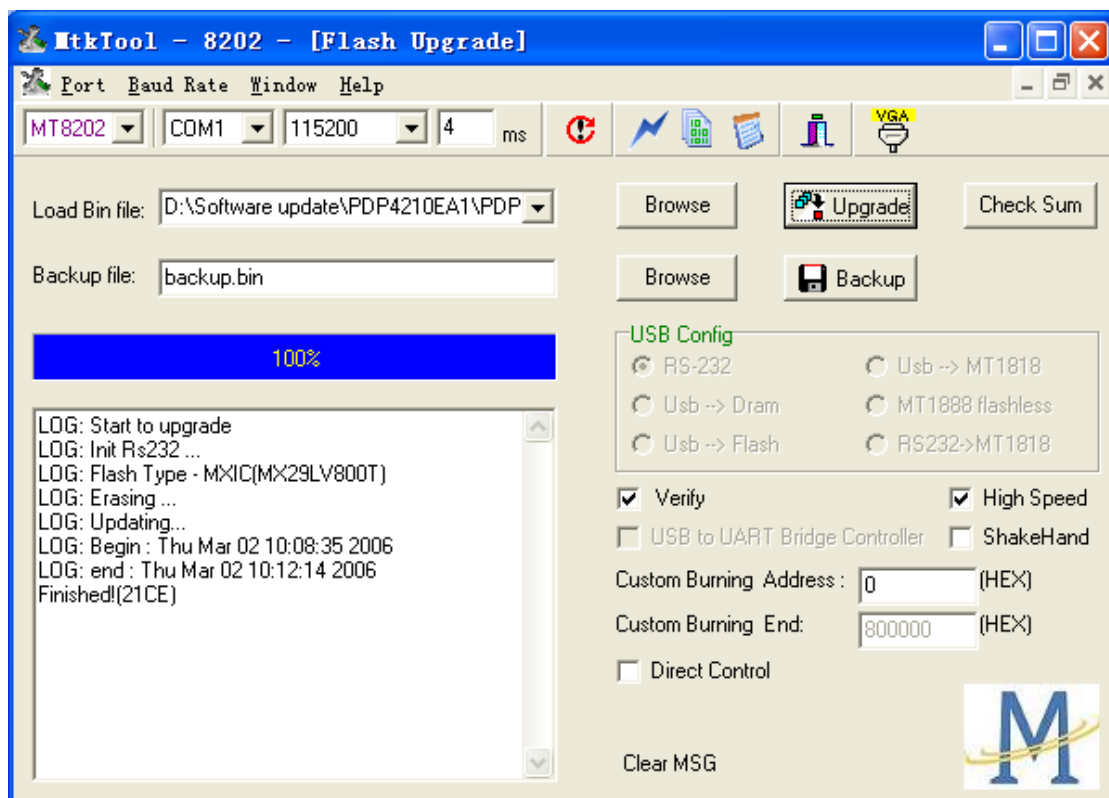 MtkTool - 8202 - [Flash Upgrade]
Port Baud Rate Window Help
MT8202 COM1 115200 4 ms VGA
Load Bin file: D:\Software update\PDP4210EA1\PDP Browse Upgrade Check Sum
Backup file: backup.bin Browse Backup
100%
USB Config
RS-232 Usb --> MT1818
Usb --> Dram MT1888 flashless
Usb --> Flash RS232->MT1818
LOG: Start to upgrade
LOG: Init Rs232 ...
LOG: Flash Type - MXIC(MX29LV800T)
LOG: Erasing ...
LOG: Updating...
LOG: Begin : Thu Mar 02 10:08:35 2006
LOG: end : Thu Mar 02 10:12:14 2006
Finished!(21CE)
Verify High Speed
USB to UART Bridge Controller ShakeHand
Custom Burning Address : 0 (HEX)
Custom Burning End: 800000 (HEX)
Direct Control
Clear MSG
M